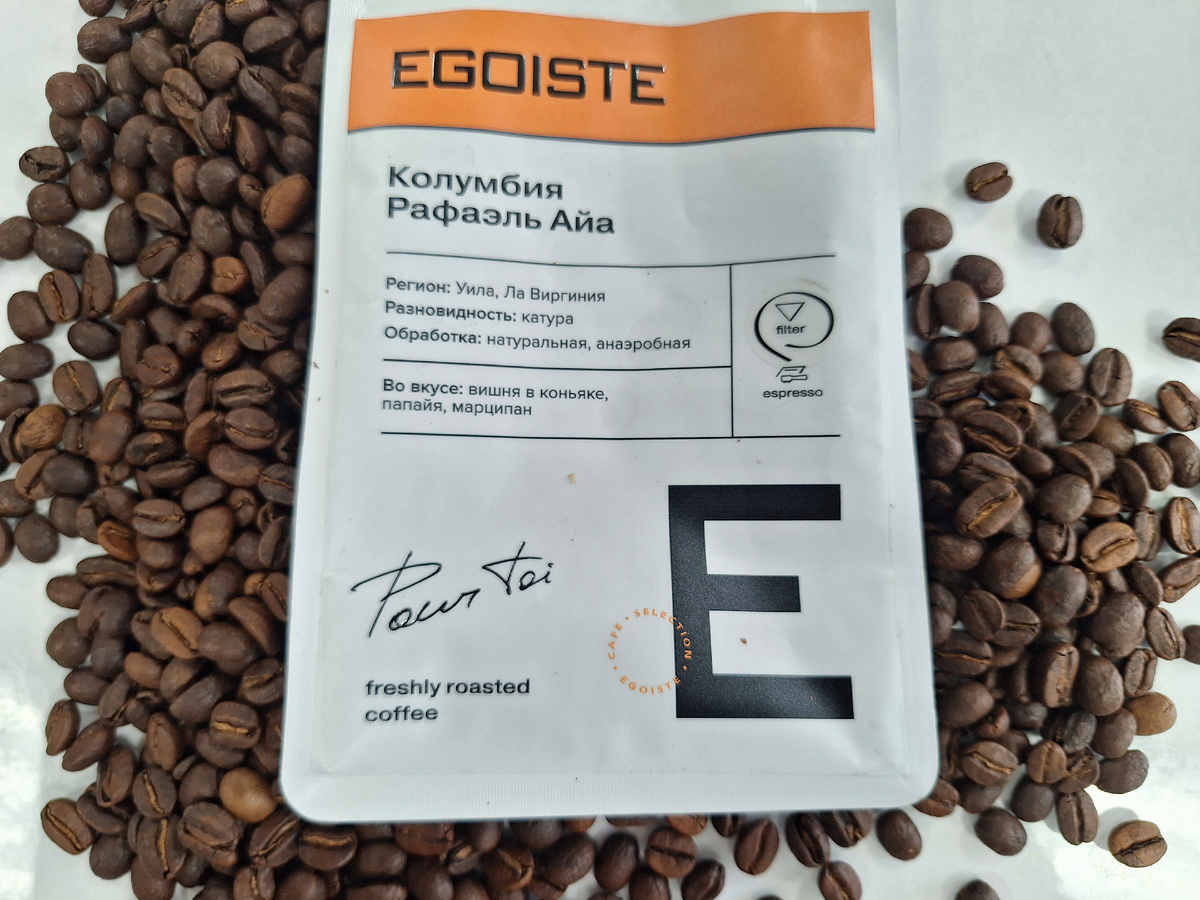 EGOISTE
Колумбия
Рафаэль Айа
Регион: Уила, Ла Виргиния
Разновидность: катура
Обработка: натуральная, анаэробная
filter
espresso
Во вкусе: вишня в коньяке,
папайя, марципан
Pour Toi
E
CAFE • SELECTION • EGOISTE •
freshly roasted
coffee